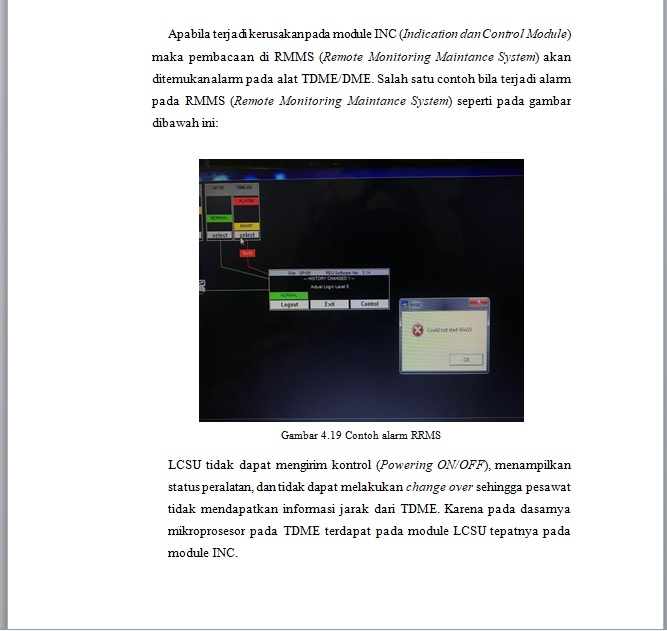 Apabila terjadi kerusakan pada module INC (Indication dan Control Module)
maka pembacaan di RMMS (Remote Monitoring Maintance System) akan
ditemukan alarm pada alat TDME/DME. Salah satu contoh bila terjadi alarm
pada RMMS (Remote Monitoring Maintance System) seperti pada gambar
dibawah ini:
ALARM
NORMAL
select select
Site: GP-05 REU-Software Ver. 3.14
-- HISTORY CHANGED ! --
Actual Login Level 5
NORMAL
Logout Exit Control
Error
Could not start WinSt
OK
Gambar 4.19 Contoh alarm RRMS
LCSU tidak dapat mengirim kontrol (Powering ON/OFF), menampilkan
status peralatan, dan tidak dapat melakukan change over sehingga pesawat
tidak mendapatkan informasi jarak dari TDME. Karena pada dasarnya
mikroprosesor pada TDME terdapat pada module LCSU tepatnya pada
module INC.